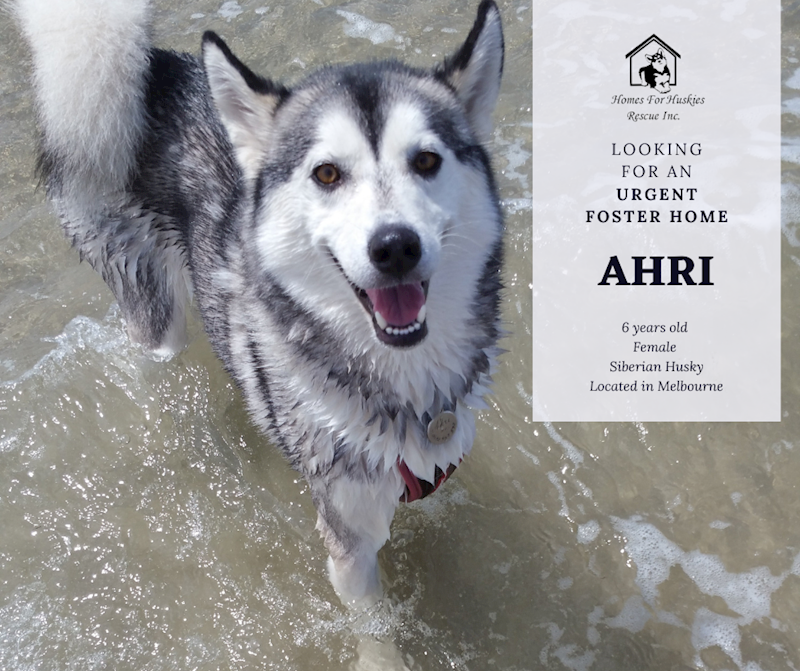 Homes For Huskies
Rescue Inc.
LOOKING
FOR AN
URGENT
FOSTER HOME
AHRI
6 years old
Female
Siberian Husky
Located in Melbourne